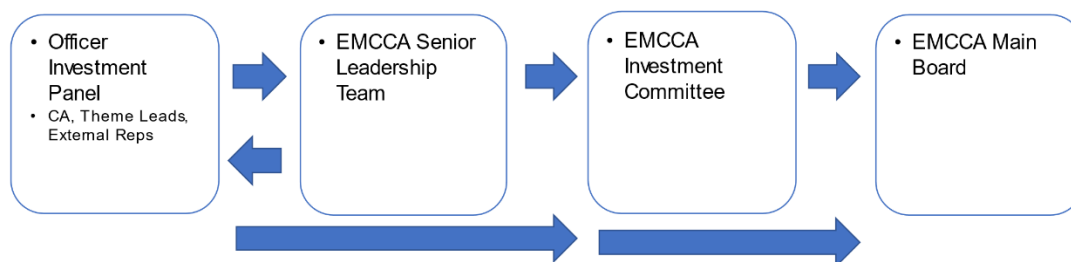 • Officer
Investment
Panel
• CA, Theme Leads,
External Reps
• EMCCA Senior
Leadership
Team
• EMCCA
Investment
Committee
• EMCCA Main
Board